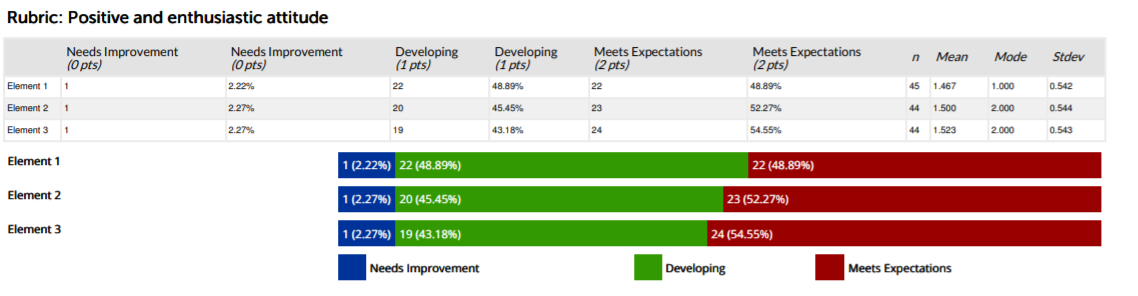 Rubric: Positive and enthusiastic attitude
Needs Improvement (0 pts) Needs Improvement (0 pts) Developing (1 pts) Developing (1 pts) Meets Expectations (2 pts) Meets Expectations (2 pts) n Mean Mode Stdev
Element 1 1 2.22% 22 48.89% 22 48.89% 45 1.467 1.000 0.542
Element 2 1 2.27% 20 45.45% 23 52.27% 44 1.500 2.000 0.544
Element 3 1 2.27% 19 43.18% 24 54.55% 44 1.523 2.000 0.543
Element 1 1 (2.22%) 22 (48.89%) 22 (48.89%)
Element 2 1 (2.27%) 20 (45.45%) 23 (52.27%)
Element 3 1 (2.27%) 19 (43.18%) 24 (54.55%)
Needs Improvement Developing Meets Expectations